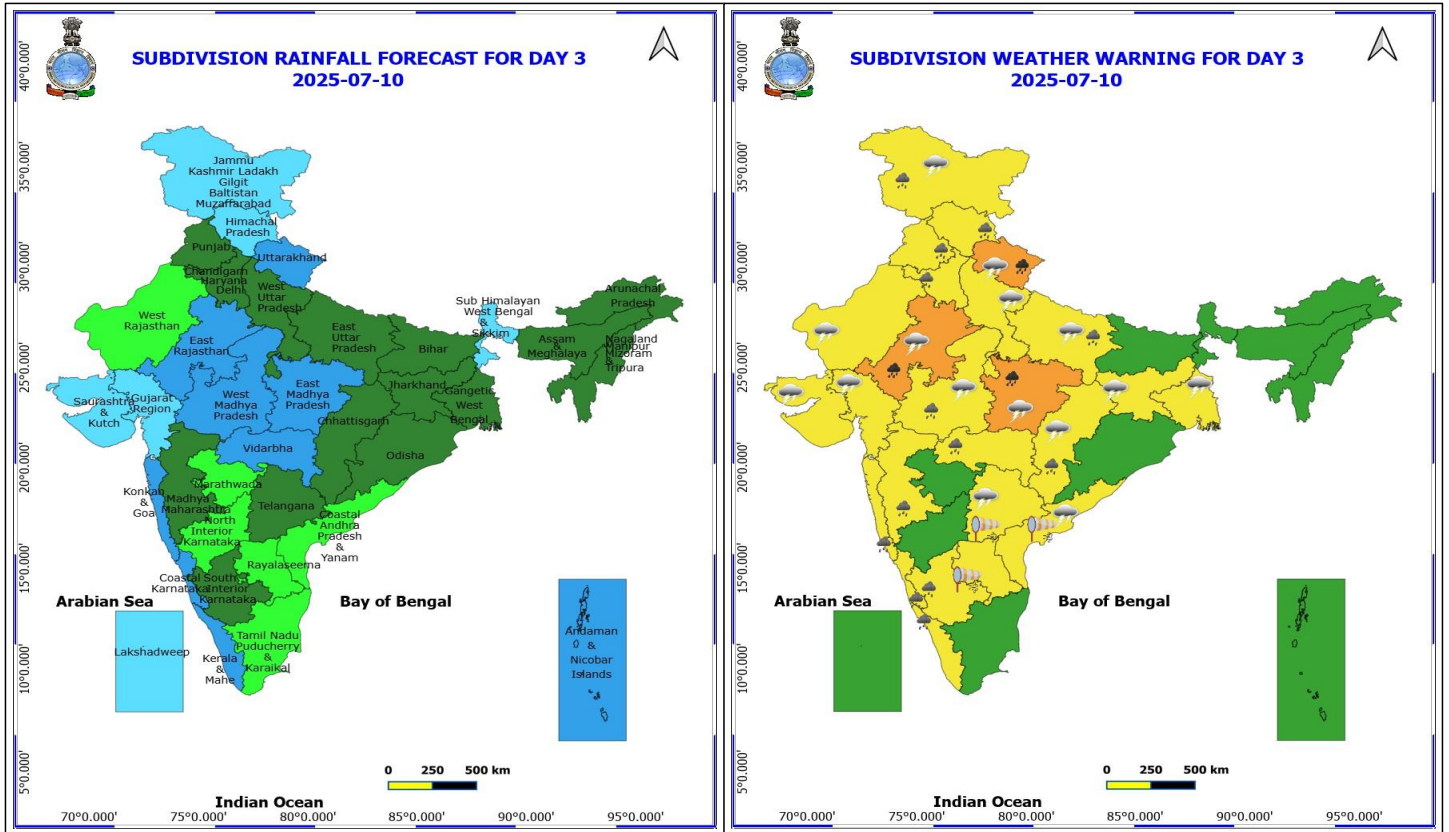 SUBDIVISION RAINFALL FORECAST FOR DAY 3
2025-07-10
40°0.000'
35°0.000'
30°0.000'
25°0.000'
20°0.000'
15°0.000'
10°0.000'
5°0.000'
Jammu
Kashmir Ladakh
Gilgit
Baltistan
Muzaffarabad
Himachal
Pradesh
Punjab
Uttarakhand
Chandigarh
Haryana
Delhi
West
Uttar
Pradesh
West
Rajasthan
East
Rajasthan
East
Uttar
Pradesh
Bihar
Sub Himalayan
West Bengal
&
Sikkim
Arunachal
Pradesh
Assam
&
Meghalaya
Nagaland
Manipur
Mizoram
&
Tripura
Saurashtra
&
Kutch
Gujarat
Region
West
Madhya
Pradesh
East
Madhya
Pradesh
Jharkhand
Gangetic
West
Bengal
Chhattisgarh
Odisha
Vidarbha
Konkan
&
Goa
Madhya
Maharashtra
Marathwada
Telangana
North
Interior
Karnataka
Coastal
Andhra
Pradesh
&
Yanam
Rayalaseema
Coastal
Karnataka
South
Interior
Karnataka
Tamil Nadu
Puducherry
&
Karaikal
Kerala
&
Mahe
Arabian Sea
Bay of Bengal
Lakshadweep
Andaman
&
Nicobar
Islands
0 250 500 km
Indian Ocean
70°0.000' 75°0.000' 80°0.000' 85°0.000' 90°0.000' 95°0.000'
SUBDIVISION WEATHER WARNING FOR DAY 3
2025-07-10
40°0.000'
35°0.000'
30°0.000'
25°0.000'
20°0.000'
15°0.000'
10°0.000'
5°0.000'
Arabian Sea
Bay of Bengal
0 250 500 km
Indian Ocean
70°0.000' 75°0.000' 80°0.000' 85°0.000' 90°0.000' 95°0.000'